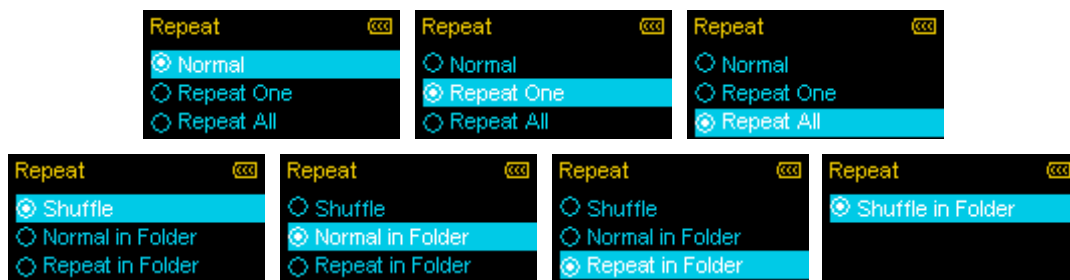 Repeat
Normal
Repeat One
Repeat All
Repeat
Normal
Repeat One
Repeat All
Repeat
Normal
Repeat One
Repeat All
Repeat
Shuffle
Normal in Folder
Repeat in Folder
Repeat
Shuffle
Normal in Folder
Repeat in Folder
Repeat
Shuffle
Normal in Folder
Repeat in Folder
Repeat
Shuffle in Folder